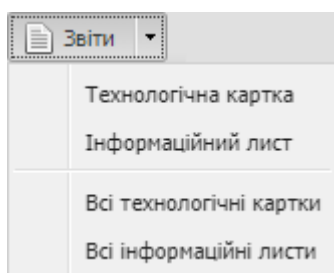 Звіти
Технологічна картка
Інформаційний лист
Всі технологічні картки
Всі інформаційні листи